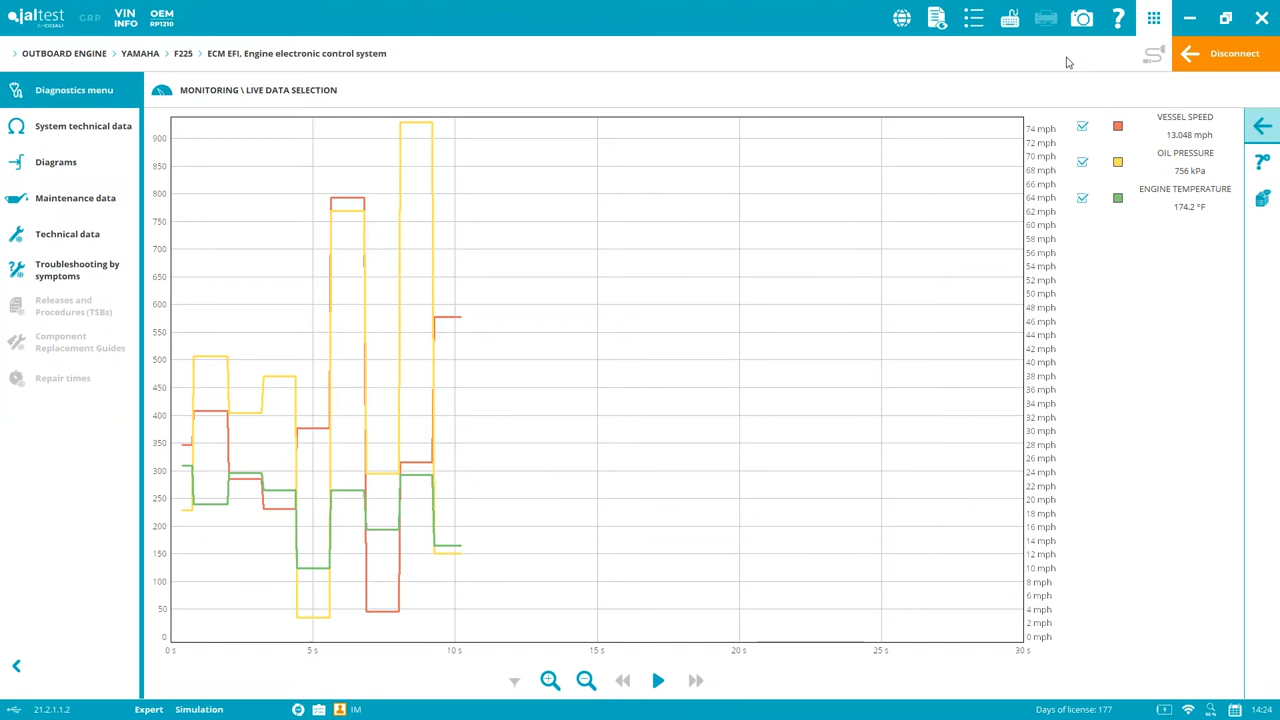 jaltest
BY COJALI
GRP
VIN
INFO
OEM
RP1210
> OUTBOARD ENGINE > YAMAHA > F225 > ECM EFI, Engine electronic control system
Disconnect
Diagnostics menu
System technical data
Diagrams
Maintenance data
Technical data
Troubleshooting by
symptoms
Releases and
Procedures (TSBs)
Component
Replacement Guides
Repair times
MONITORING \ LIVE DATA SELECTION
900
850
800
750
700
650
600
550
500
450
400
350
300
250
200
150
100
50
0
0 s
5 s
10 s
15 s
20 s
25 s
30 s
74 mph
72 mph
70 mph
68 mph
66 mph
64 mph
62 mph
60 mph
58 mph
56 mph
54 mph
52 mph
50 mph
48 mph
46 mph
44 mph
42 mph
40 mph
38 mph
36 mph
34 mph
32 mph
30 mph
28 mph
26 mph
24 mph
22 mph
20 mph
18 mph
16 mph
14 mph
12 mph
10 mph
8 mph
6 mph
4 mph
2 mph
0 mph
VESSEL SPEED
13.048 mph
OIL PRESSURE
756 kPa
ENGINE TEMPERATURE
174.2 °F
21.2.1.1.2
Expert
Simulation
IM
Days of license: 177
14:24